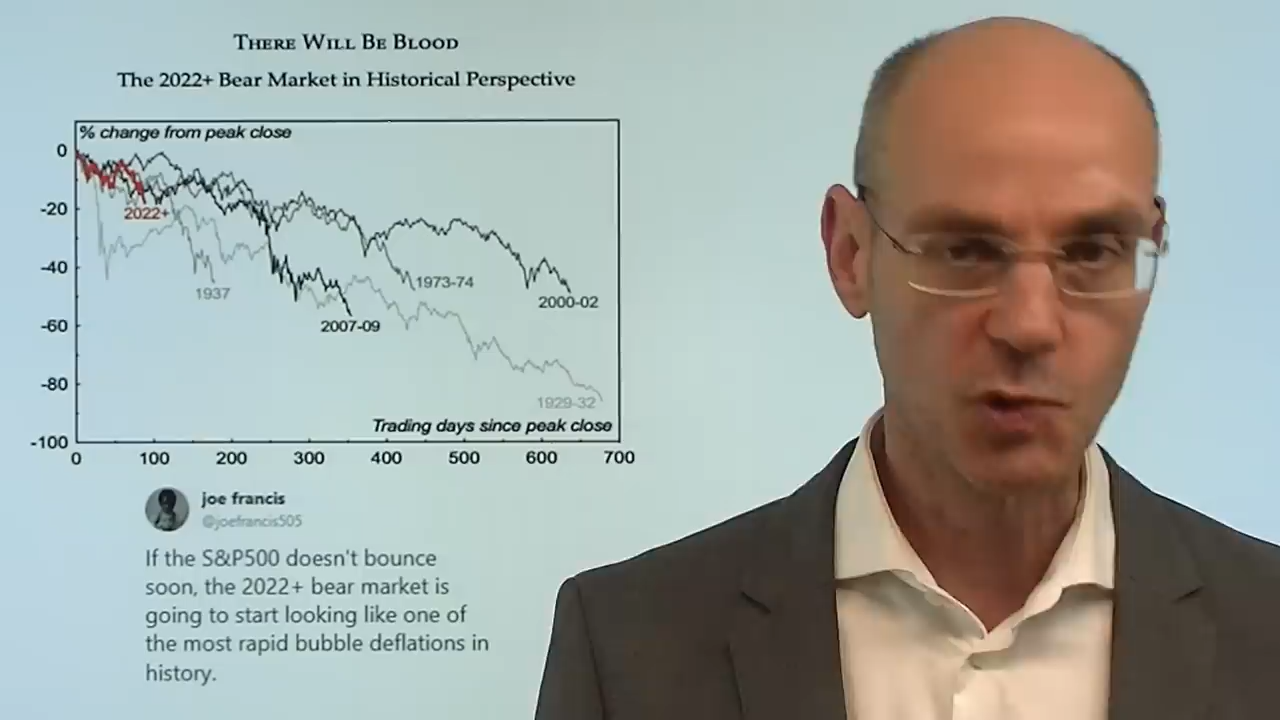 THERE WILL BE BLOOD
The 2022+ Bear Market in Historical Perspective
% change from peak close
0
-20
-40
-60
-80
-100
2022+
1937
2007-09
1973-74
2000-02
1929-32
Trading days since peak close
0 100 200 300 400 500 600 700
joe francis
@joefrancis505
If the S&P500 doesn't bounce
soon, the 2022+ bear market is
going to start looking like one of
the most rapid bubble deflations in
history.